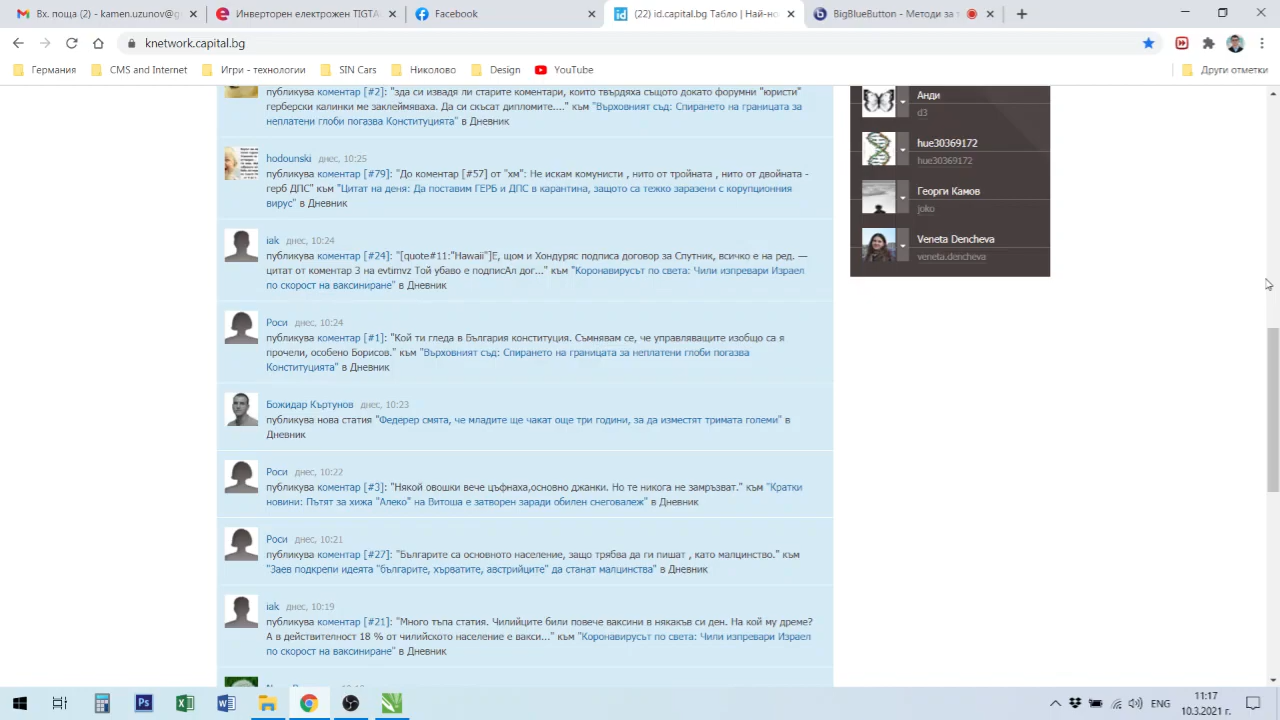 Вх. поща (2) - kamen.uzunov@g
Инверторен електрожен TIGTA
Facebook
(22) id.capital.bg Табло | Най-но
BigBlueButton - Методи за т
knetwork.capital.bg
Германия
CMS and Internet
Игри - технологии
SIN Cars
Николово
Design
YouTube
Други отметки
публикува коментар [#2]: "зда си извадя ли старите коментари, които твърдяха същото докато форумни "юристи"
герберски калинки ме заклеймяваха. Да си скъсат дипломите...." към "Върховният съд: Спирането на границата за
неплатени глоби погазва Конституцията" в Дневник
hodounski днес, 10:25
публикува коментар [#79]: "До коментар [#57] от "хм": Не искам комунисти , нито от тройната , нито от двойната -
герб ДПС" към "Цитат на деня: Да поставим ГЕРБ и ДПС в карантина, защото са тежко заразени с корупционния
вирус" в Дневник
iak днес, 10:24
публикува коментар [#24]: "[quote#11:"Hawaii"]Е, щом и Хондуряс подписа договор за Спутник, всичко е на ред. —
цитат от коментар 3 на evtimvz Той убаво е подписАл дог..." към "Коронавирусът по света: Чили изпревари Израел
по скорост на ваксиниране" в Дневник
Роси днес, 10:24
публикува коментар [#1]: "Кой ти гледа в България конституция. Съмнявам се, че управляващите изобщо са я
прочели, особено Борисов." към "Върховният съд: Спирането на границата за неплатени глоби погазва
Конституцията" в Дневник
Божидар Къртунов днес, 10:23
публикува нова статия "Федерер смята, че младите ще чакат още три години, за да изместят тримата големи" в
Дневник
Роси днес, 10:22
публикува коментар [#3]: "Някой овошки вече цъфнаха,основно джанки. Но те никога не замръзват." към "Кратки
новини: Пътят за хижа "Алеко" на Витоша е затворен заради обилен снеговалеж" в Дневник
Роси днес, 10:21
публикува коментар [#27]: "Българите са основното население, защо трябва да ги пишат , като малцинство." към
"Заев подкрепи идеята "българите, хърватите, австрийците" да станат малцинства" в Дневник
iak днес, 10:19
публикува коментар [#21]: "Много тъпа статия. Чилийците били повече ваксини в някакъв си ден. На кой му дреме?
А в действителност 18 % от чилийското население е вакси..." към "Коронавирусът по света: Чили изпревари Израел
по скорост на ваксиниране" в Дневник
Анди
d3
hue30369172
hue30369172
Георги Камов
joko
Veneta Dencheva
veneta.dencheva
ENG
11:17
10.3.2021 г.